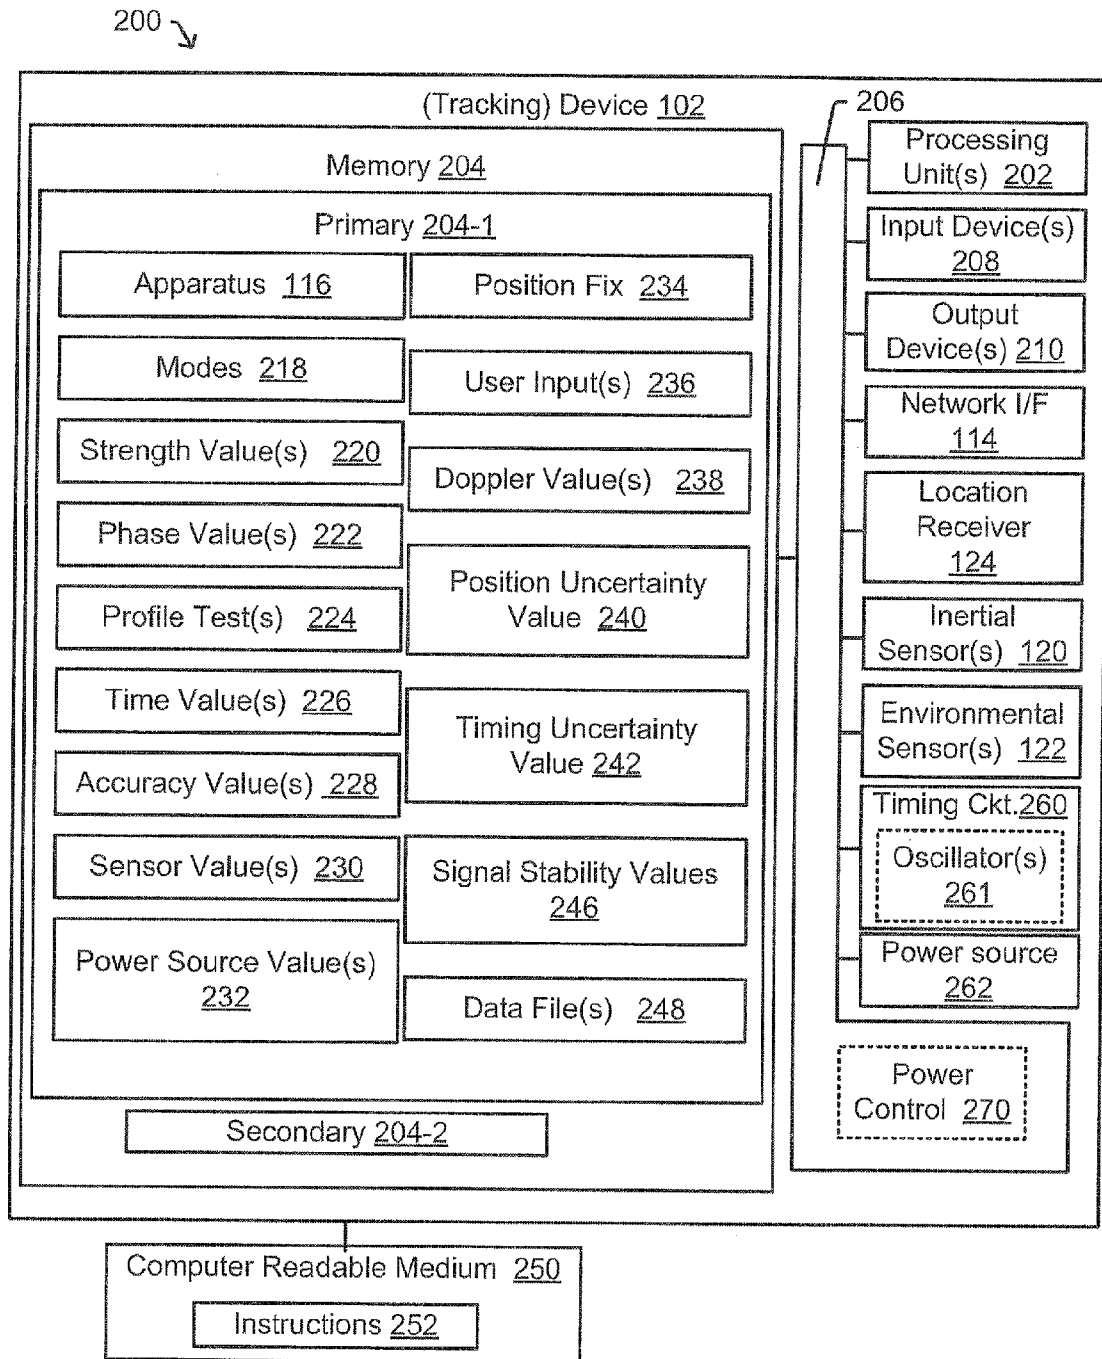 200
(Tracking) Device 102
206
Memory 204
Primary 204-1
Apparatus 116
Modes 218
Strength Value(s) 220
Phase Value(s) 222
Profile Test(s) 224
Time Value(s) 226
Accuracy Value(s) 228
Sensor Value(s) 230
Power Source Value(s)
232
Position Fix 234
User Input(s) 236
Doppler Value(s) 238
Position Uncertainty
Value 240
Timing Uncertainty
Value 242
Signal Stability Values
246
Data File(s) 248
Secondary 204-2
Processing
Unit(s) 202
Input Device(s)
208
Output
Device(s) 210
Network I/F
114
Location
Receiver
124
Inertial
Sensor(s) 120
Environmental
Sensor(s) 122
Timing Ckt.260
Oscillator(s)
261
Power source
262
Power
Control 270
Computer Readable Medium 250
Instructions 252